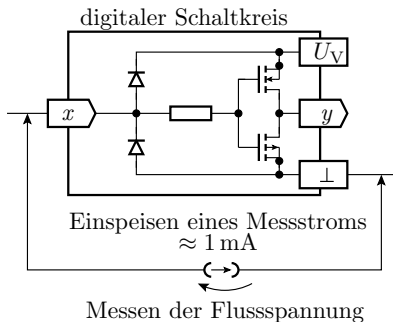 digitaler Schaltkreis
U_V
x
y
⊥
Einspeisen eines Messstroms
≈ 1 mA
Messen der Flussspannung